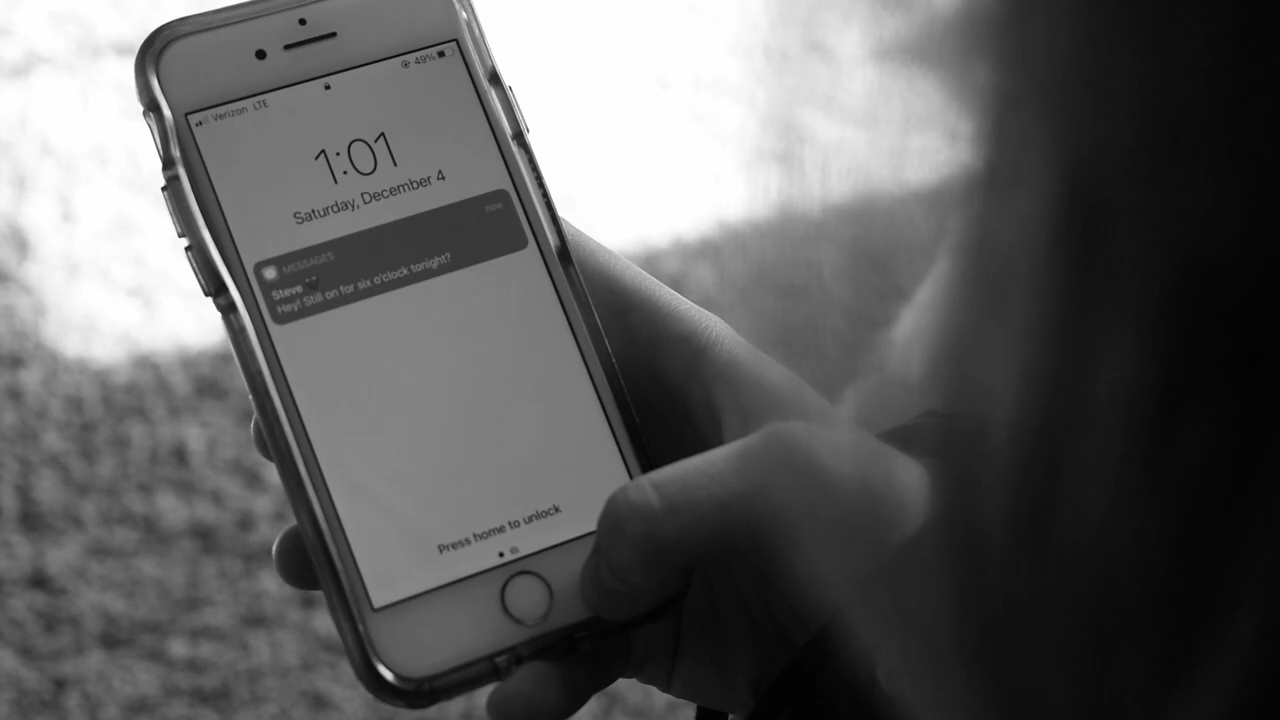 Verizon LTE
49%
1:01
Saturday, December 4
MESSAGES
now
Steve
Hey! Still on for six o'clock tonight?
Press home to unlock